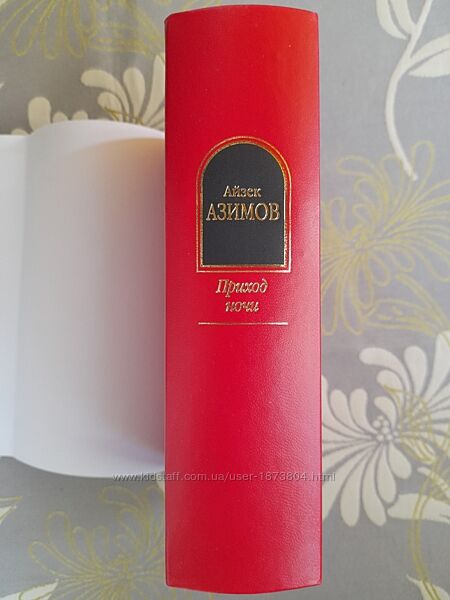 Айзек
АЗИМОВ
Приход
ночи
www.kidstaff.com.ua/user-1873804.html